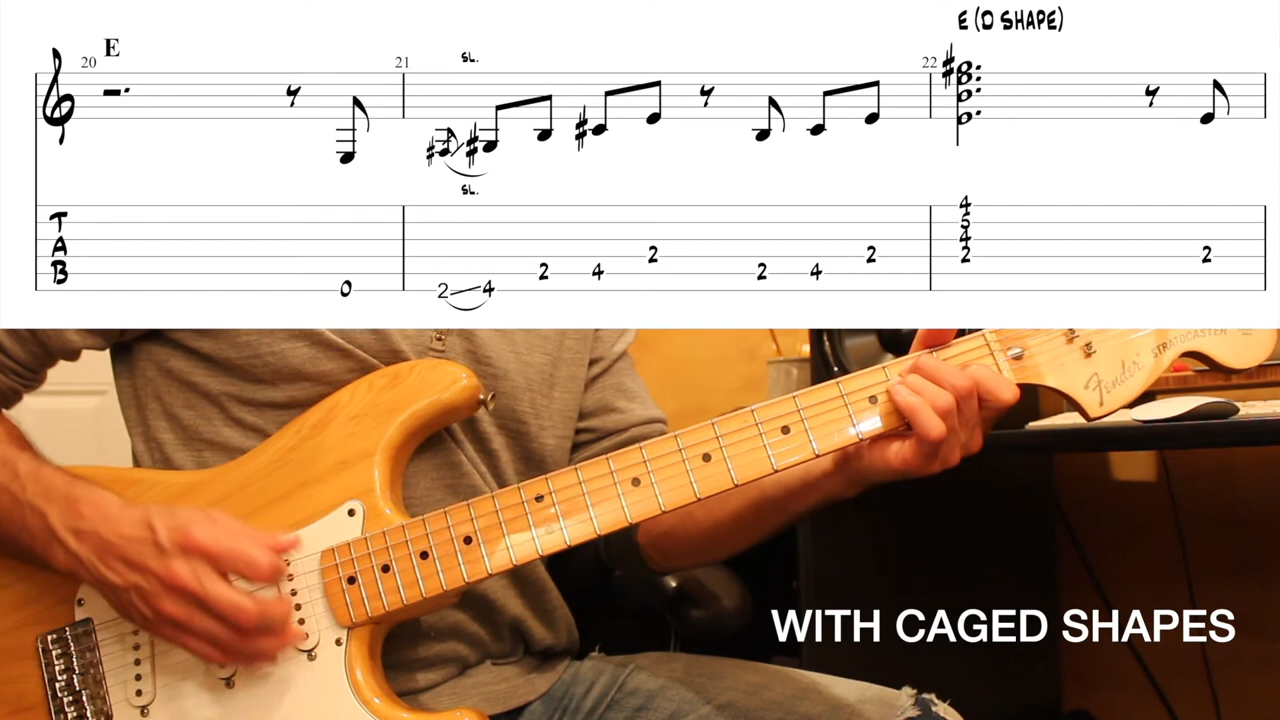 E (D SHAPE)
E
20 21 SL. 22
SL.
T
A
B
4
5
4
2 2 2 2
2 4 2 4
0 2 4
Fender STRATOCASTER
WITH CAGED SHAPES